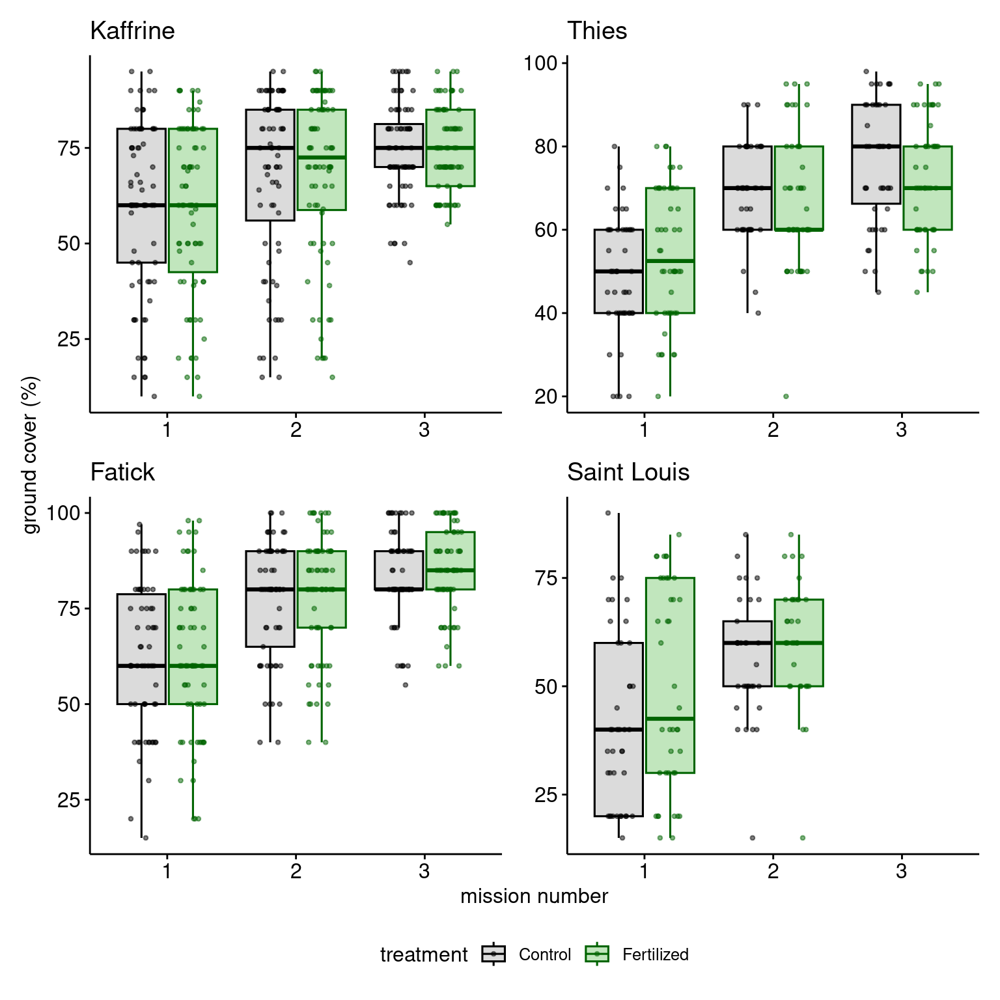 Kaffrine
75
50
25
1 2 3
Thies
100
80
60
40
20
1 2 3
ground cover (%)
Fatick
100
75
50
25
1 2 3
Saint Louis
75
50
25
1 2 3
mission number
treatment Control Fertilized